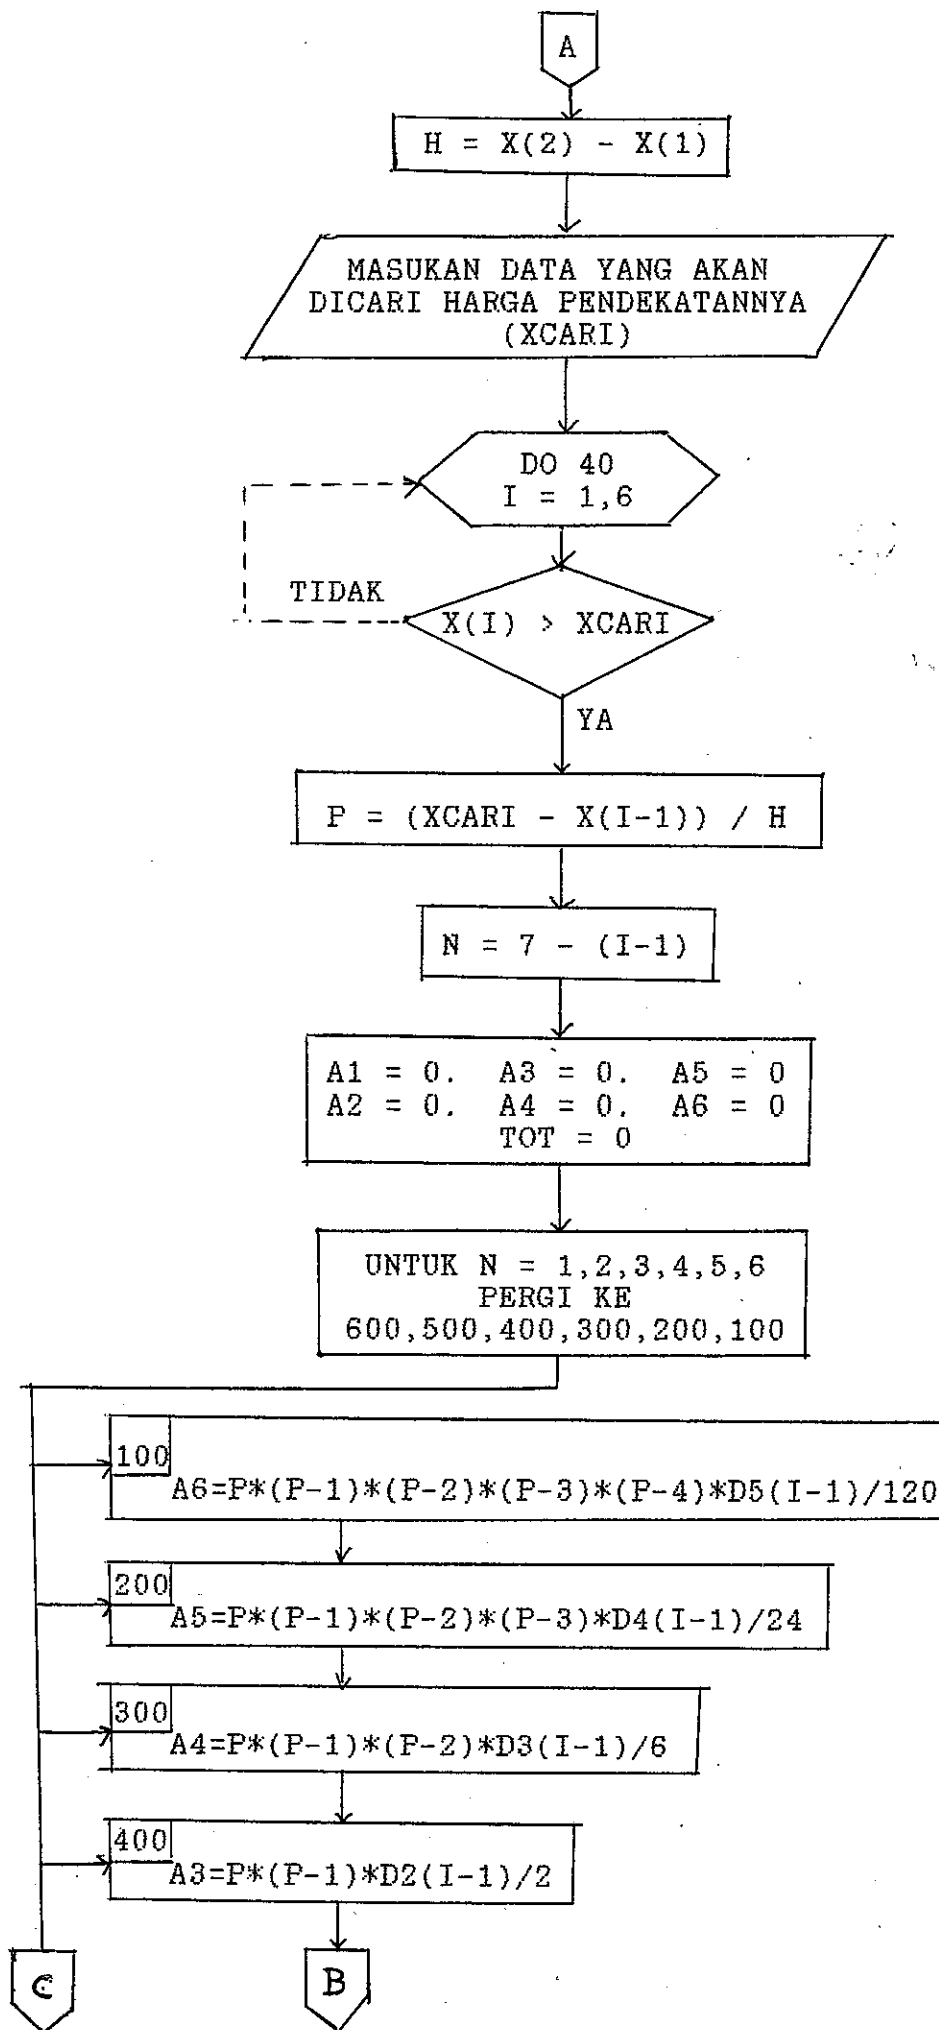 A
H = X(2) - X(1)
MASUKAN DATA YANG AKAN
DICARI HARGA PENDEKATANNYA
(XCARI)
DO 40
I = 1,6
TIDAK
X(I) > XCARI
YA
P = (XCARI - X(I-1)) / H
N = 7 - (I-1)
A1 = 0. A3 = 0. A5 = 0
A2 = 0. A4 = 0. A6 = 0
TOT = 0
UNTUK N = 1,2,3,4,5,6
PERGI KE
600,500,400,300,200,100
100
A6=P*(P-1)*(P-2)*(P-3)*(P-4)*D5(I-1)/120
200
A5=P*(P-1)*(P-2)*(P-3)*D4(I-1)/24
300
A4=P*(P-1)*(P-2)*D3(I-1)/6
400
A3=P*(P-1)*D2(I-1)/2
C
B